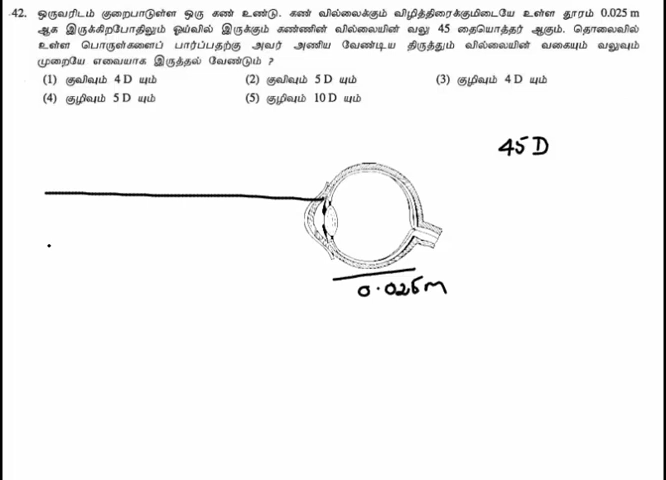 42. ஒருவரிடம் குறைபாடுள்ள ஒரு கண் உண்டு. கண் வில்லைக்கும் விழித்திரைக்குமிடையே உள்ள தூரம் 0.025 m
ஆக இருக்கிறபோதிலும் ஓய்வில் இருக்கும் கண்ணின் வில்லையின் வலு 45 தையொத்தர் ஆகும். தொலைவில்
உள்ள பொருள்களைப் பார்ப்பதற்கு அவர் அணிய வேண்டிய திருத்தும் வில்லையின் வகையும் வலுவும்
முறையே எவையாக இருத்தல் வேண்டும் ?
(1) குவிவும் 4 D யும் (2) குவிவும் 5 D யும் (3) குழிவும் 4 D யும்
(4) குழிவும் 5 D யும் (5) குழிவும் 10 D யும்
45 D
0.025m